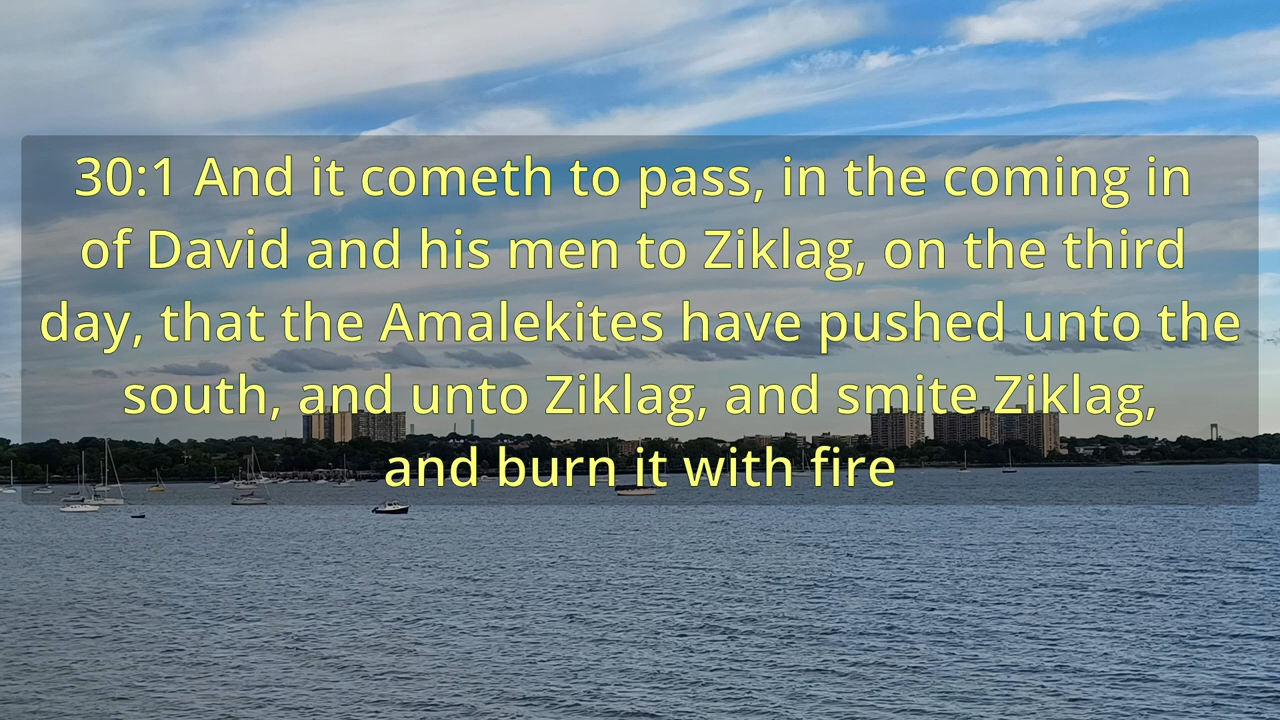 30:1 And it cometh to pass, in the coming in
of David and his men to Ziklag, on the third
day, that the Amalekites have pushed unto the
south, and unto Ziklag, and smite Ziklag,
and burn it with fire